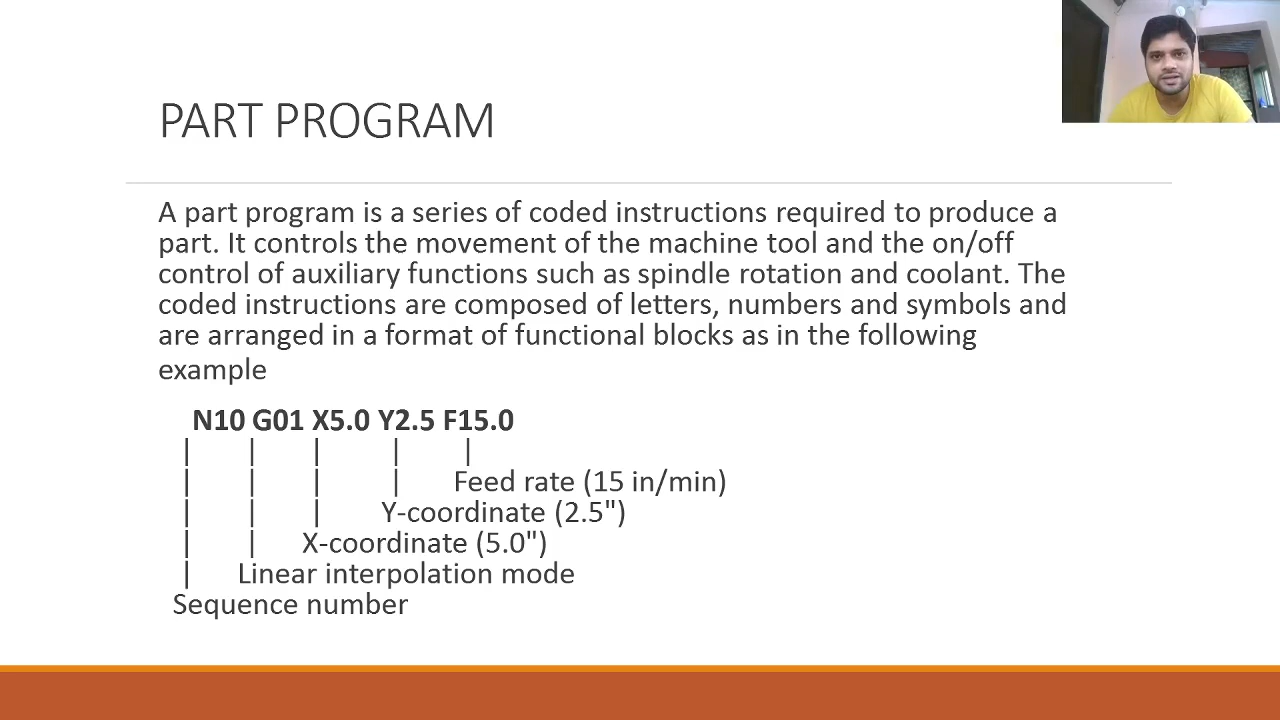 PART PROGRAM
A part program is a series of coded instructions required to produce a
part. It controls the movement of the machine tool and the on/off
control of auxiliary functions such as spindle rotation and coolant. The
coded instructions are composed of letters, numbers and symbols and
are arranged in a format of functional blocks as in the following
example
N10 G01 X5.0 Y2.5 F15.0
| | | | |
| | | | Feed rate (15 in/min)
| | | Y-coordinate (2.5")
| | X-coordinate (5.0")
| Linear interpolation mode
Sequence number